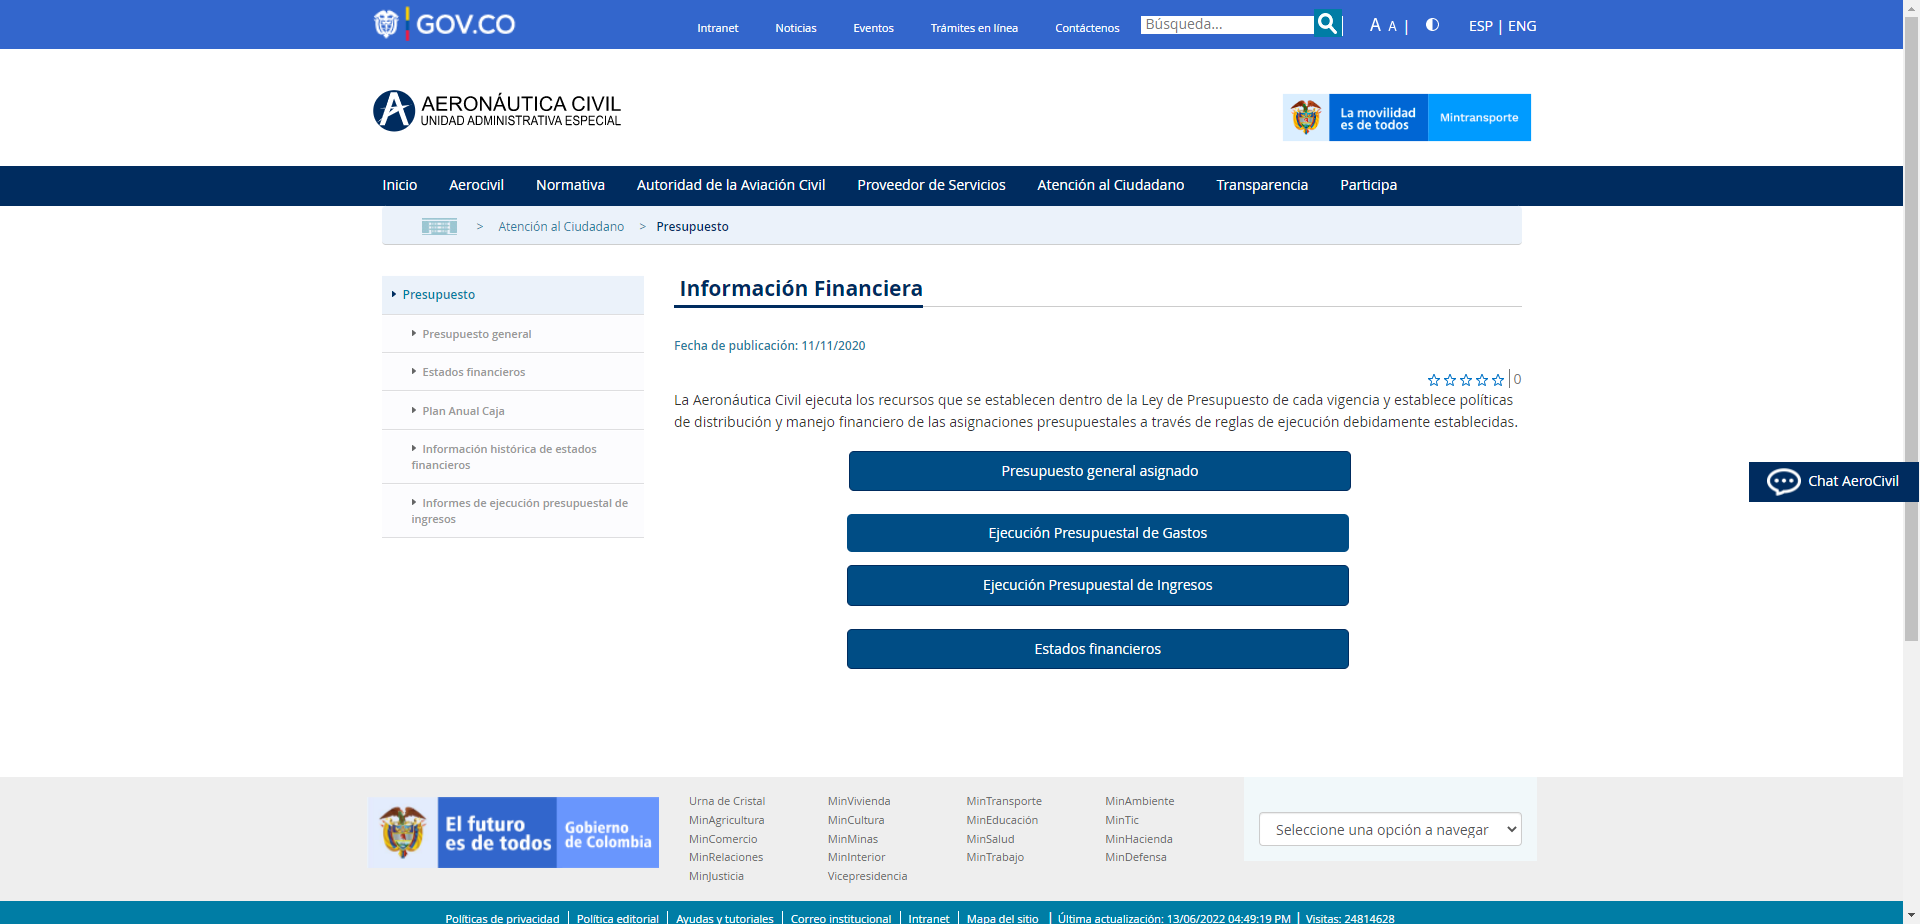 GOV.CO
Intranet
Noticias
Eventos
Trámites en línea
Contáctenos
Búsqueda...
A A |
ESP | ENG
AERONÁUTICA CIVIL
UNIDAD ADMINISTRATIVA ESPECIAL
La movilidad
es de todos
Mintransporte
Inicio
Aerocivil
Normativa
Autoridad de la Aviación Civil
Proveedor de Servicios
Atención al Ciudadano
Transparencia
Participa
> Atención al Ciudadano > Presupuesto
Presupuesto
Presupuesto general
Estados financieros
Plan Anual Caja
Información histórica de estados
financieros
Informes de ejecución presupuestal de
ingresos
Información Financiera
Fecha de publicación: 11/11/2020
0
La Aeronáutica Civil ejecuta los recursos que se establecen dentro de la Ley de Presupuesto de cada vigencia y establece políticas
de distribución y manejo financiero de las asignaciones presupuestales a través de reglas de ejecución debidamente establecidas.
Presupuesto general asignado
Ejecución Presupuestal de Gastos
Ejecución Presupuestal de Ingresos
Estados financieros
Chat AeroCivil
El futuro
es de todos
Gobierno
de Colombia
Urna de Cristal
MinAgricultura
MinComercio
MinRelaciones
MinJusticia
MinVivienda
MinCultura
MinMinas
MinInterior
Vicepresidencia
MinTransporte
MinEducación
MinSalud
MinTrabajo
MinAmbiente
MinTic
MinHacienda
MinDefensa
Seleccione una opción a navegar
Políticas de privacidad | Política editorial | Ayudas y tutoriales | Correo institucional | Intranet | Mapa del sitio | Última actualización: 13/06/2022 04:49:19 PM | Visitas: 24814628